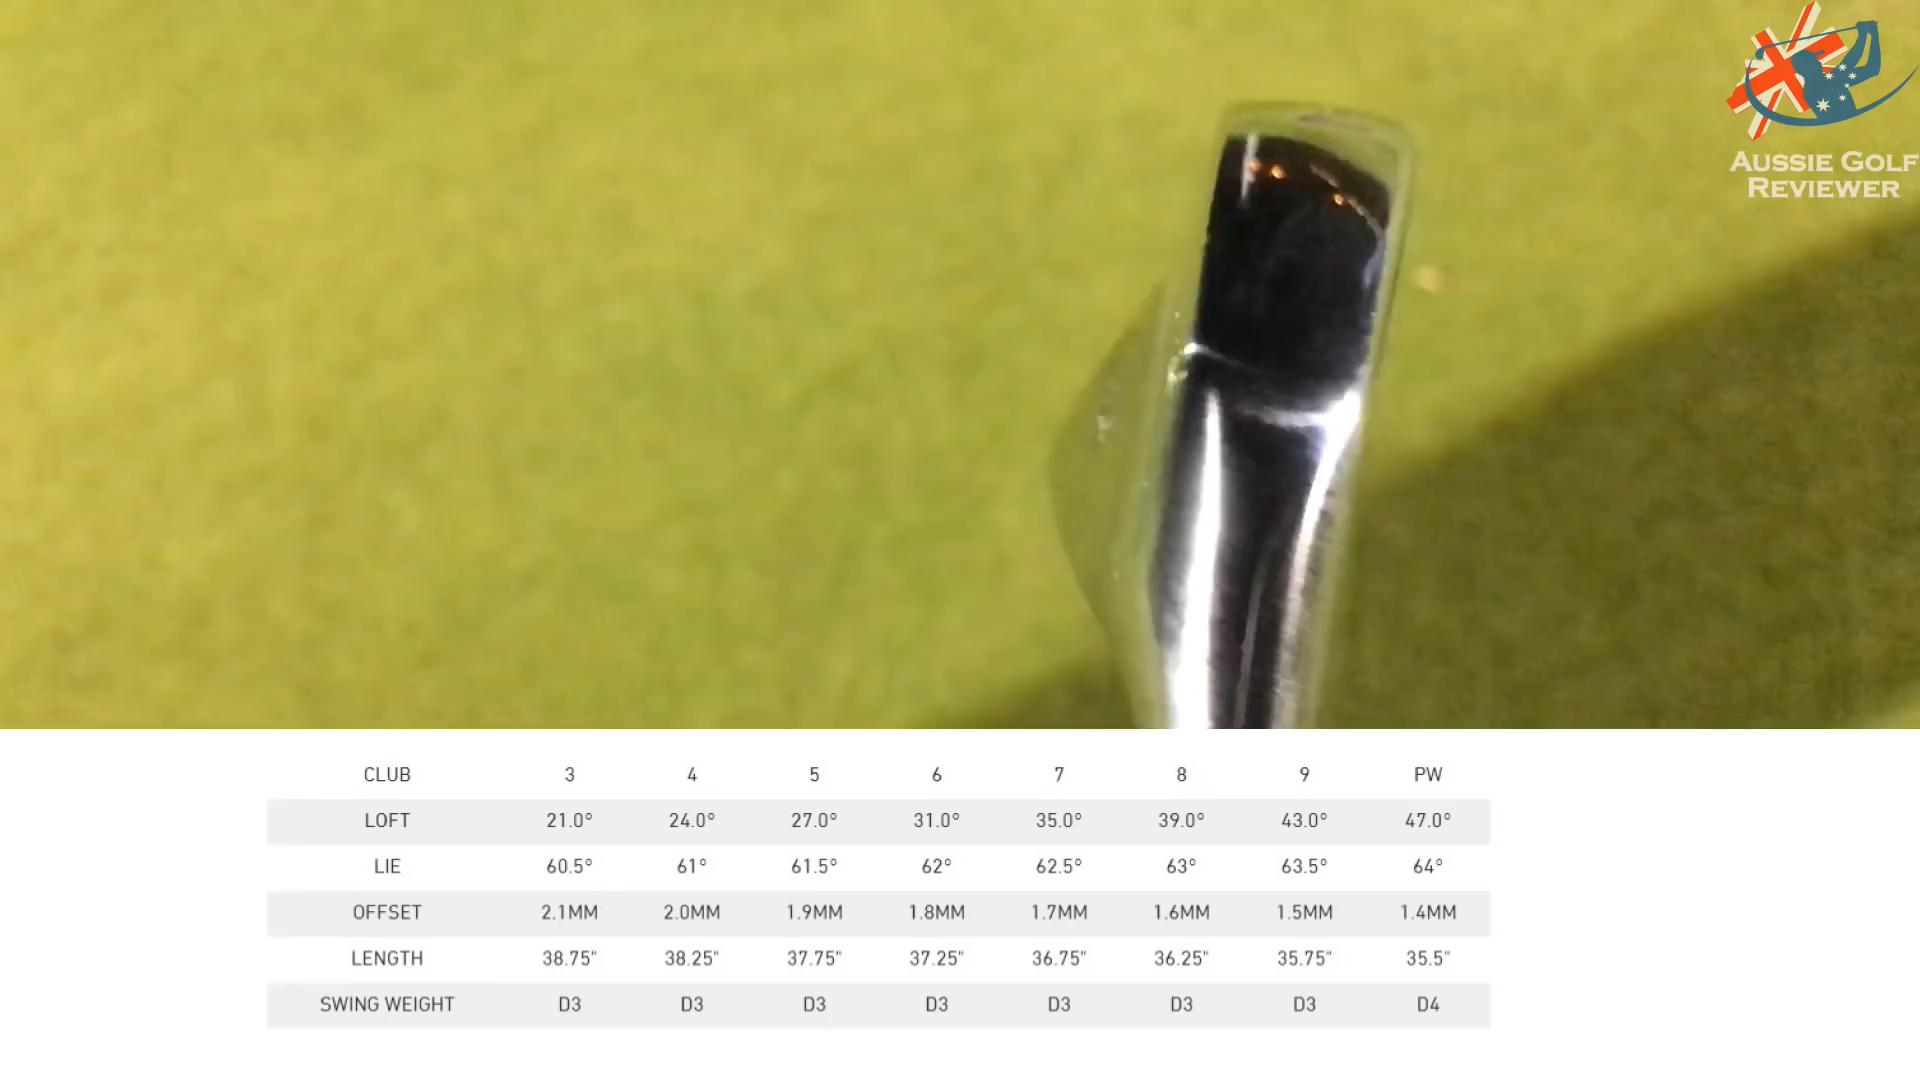 AUSSIE GOLF
REVIEWER
CLUB 3 4 5 6 7 8 9 PW
LOFT 21.0° 24.0° 27.0° 31.0° 35.0° 39.0° 43.0° 47.0°
LIE 60.5° 61° 61.5° 62° 62.5° 63° 63.5° 64°
OFFSET 2.1MM 2.0MM 1.9MM 1.8MM 1.7MM 1.6MM 1.5MM 1.4MM
LENGTH 38.75" 38.25" 37.75" 37.25" 36.75" 36.25" 35.75" 35.5"
SWING WEIGHT D3 D3 D3 D3 D3 D3 D3 D4